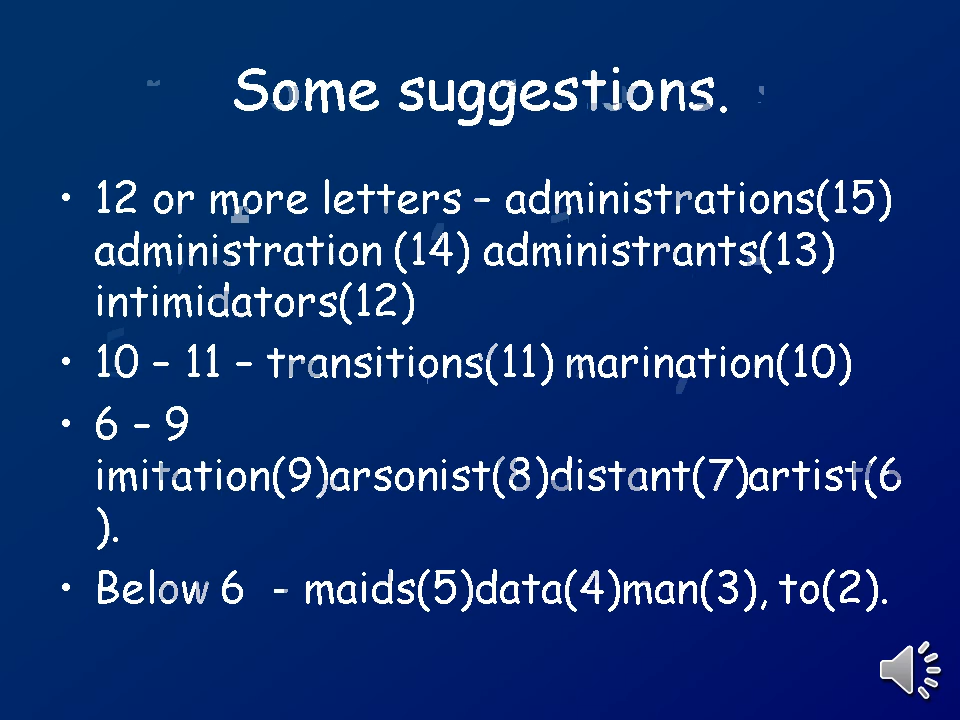 Some suggestions.
• 12 or more letters – administrations(15)
administration (14) administrants(13)
intimidators(12)
• 10 – 11 – transitions(11) marination(10)
• 6 – 9
imitation(9)arsonist(8)distant(7)artist(6
).
• Below 6 - maids(5)data(4)man(3), to(2).